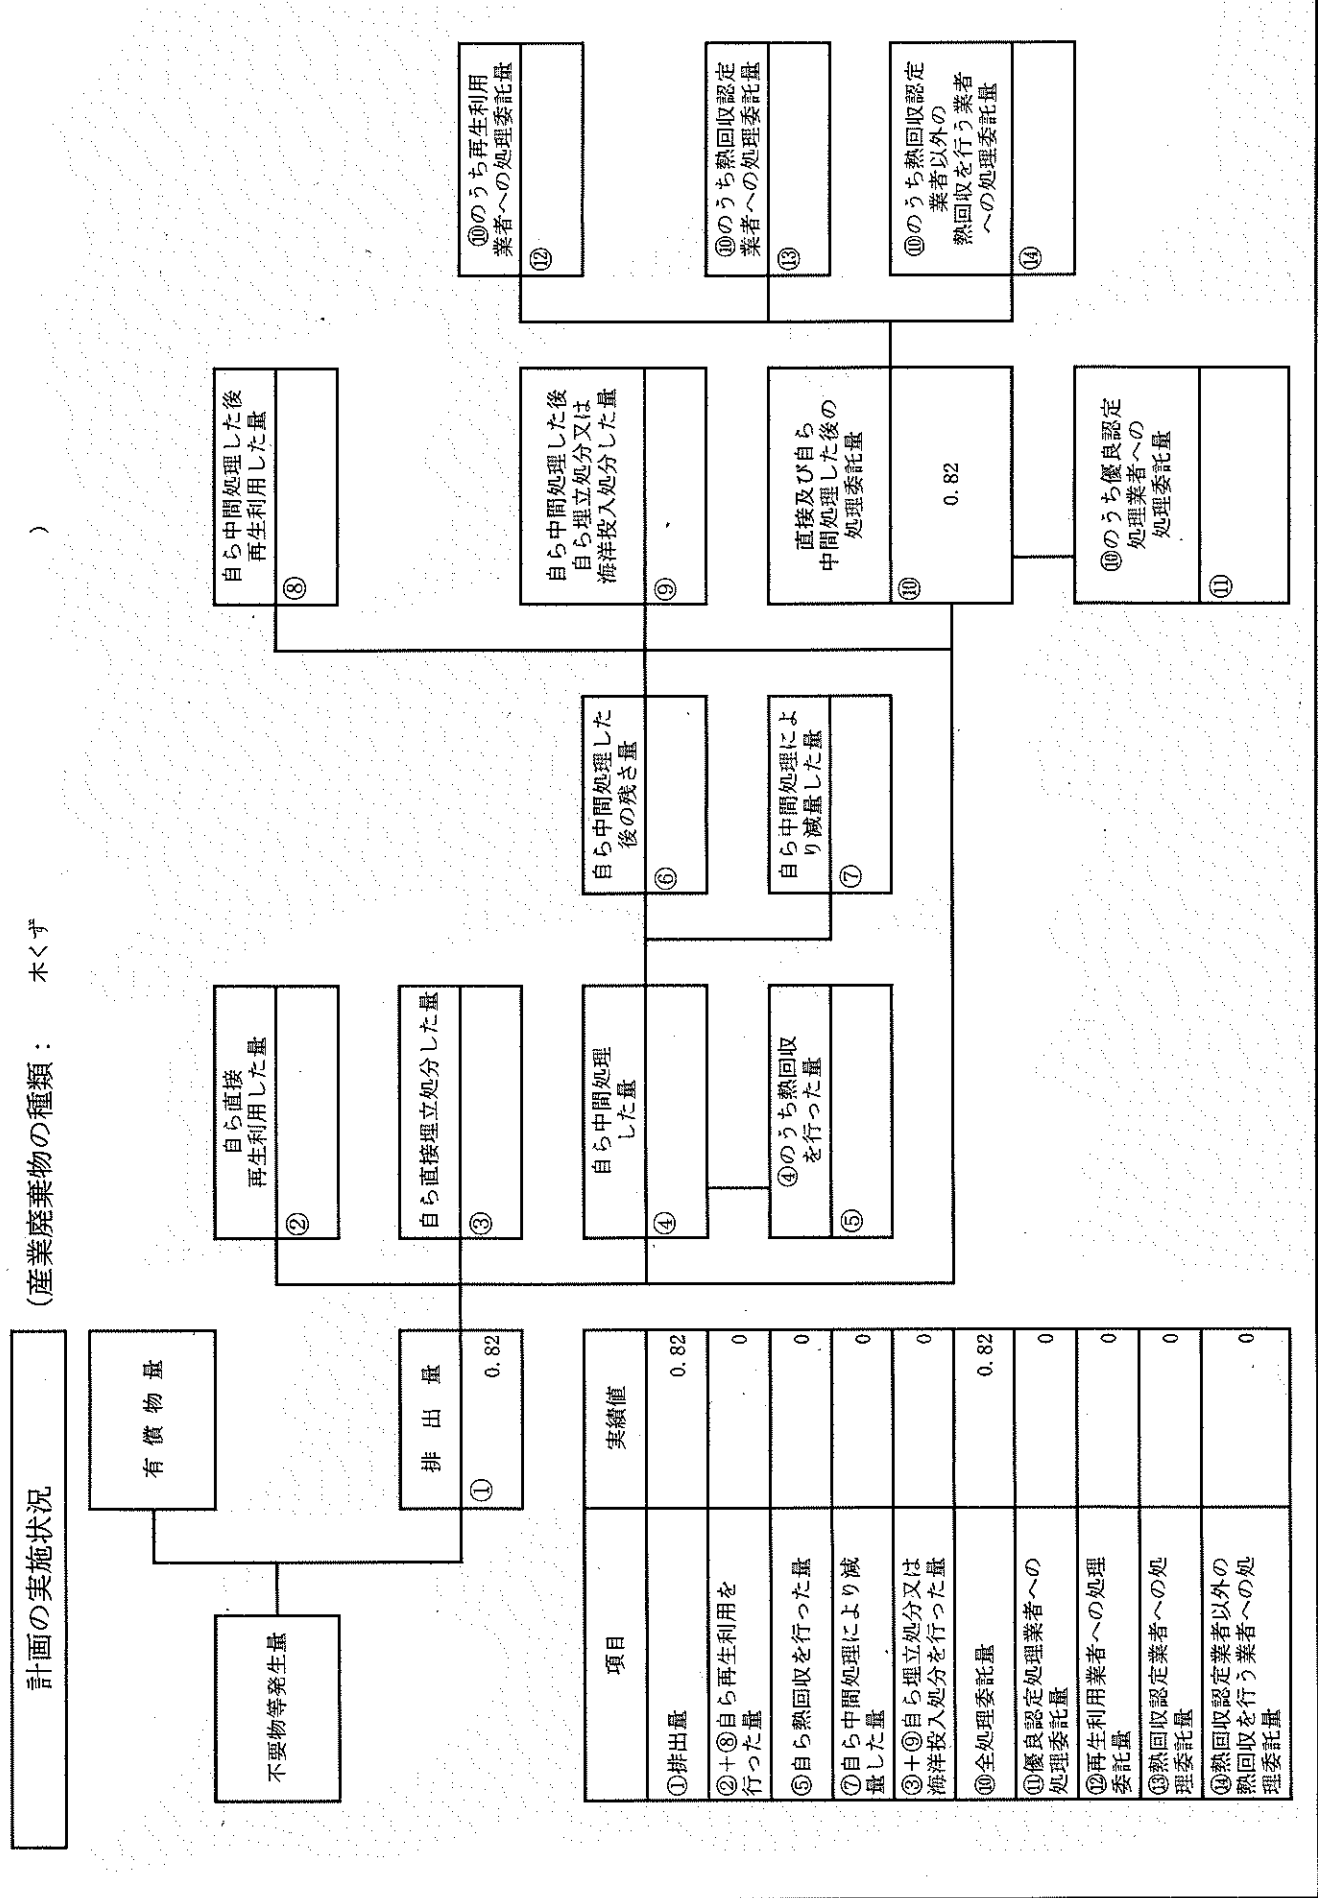 計画の実施状況
(産業廃棄物の種類： 木くず )
不要物等発生量
有償物量
排出量
① 0.82
自ら直接
再生利用した量
②
自ら直接埋立処分した量
③
自ら中間処理
した量
④
④のうち熱回収
を行った量
⑤
自ら中間処理した
後の残さ量
⑥
自ら中間処理によ
り減量した量
⑦
自ら中間処理した後
再生利用した量
⑧
自ら中間処理した後
自ら埋立処分又は
海洋投入処分した量
⑨
直接及び自ら
中間処理した後の
処理委託量
⑩ 0.82
⑩のうち優良認定
処理業者への
処理委託量
⑪
⑩のうち再生利用
業者への処理委託量
⑫
⑩のうち熱回収認定
業者への処理委託量
⑬
⑩のうち熱回収認定
業者以外の
熱回収を行う業者
への処理委託量
⑭
項目 実績値
①排出量 0.82
②+⑧自ら再生利用を
行った量 0
⑤自ら熱回収を行った量 0
⑦自ら中間処理により減
量した量 0
③+⑨自ら埋立処分又は
海洋投入処分を行った量 0
⑩全処理委託量 0.82
⑪優良認定処理業者への
処理委託量 0
⑫再生利用業者への処理
委託量 0
⑬熱回収認定業者への処
理委託量 0
⑭熱回収認定業者以外の
熱回収を行う業者への処
理委託量 0